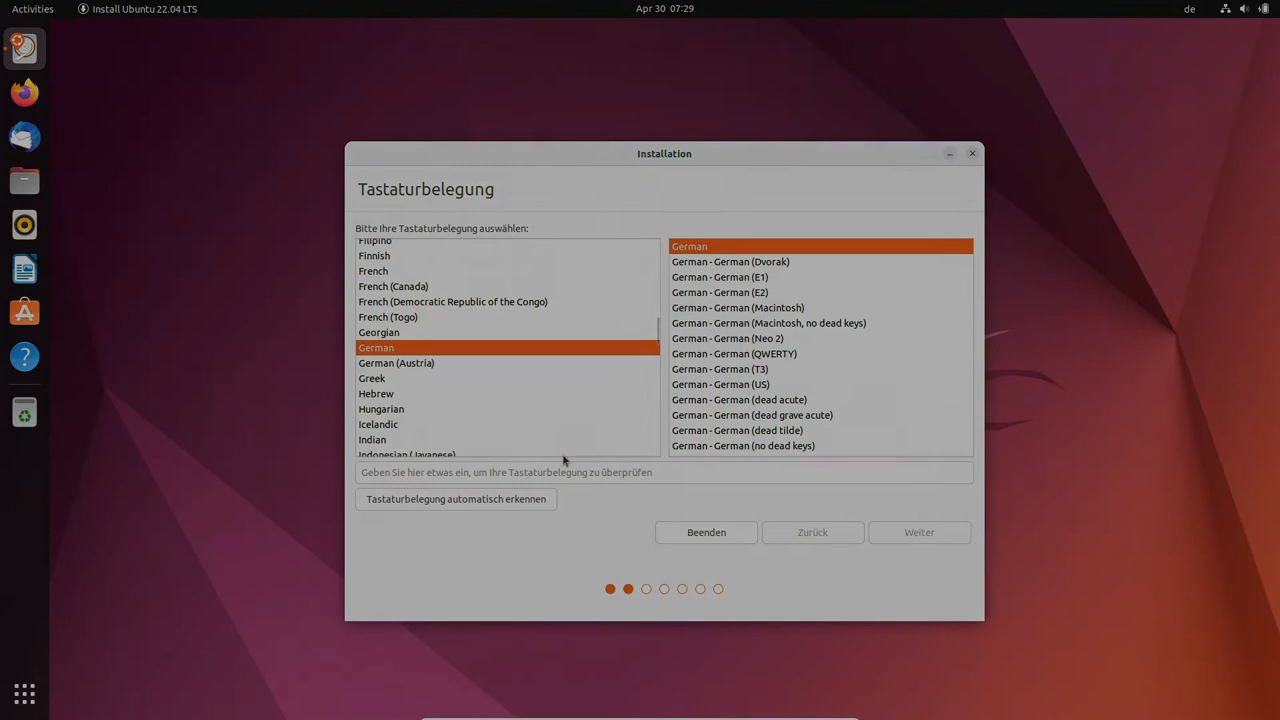 Activities
Install Ubuntu 22.04 LTS
Apr 30 07:29
de
Installation
Tastaturbelegung
Bitte Ihre Tastaturbelegung auswählen:
Filipino
Finnish
French
French (Canada)
French (Democratic Republic of the Congo)
French (Togo)
Georgian
German
German (Austria)
Greek
Hebrew
Hungarian
Icelandic
Indian
Indonesian (Javanese)
German
German - German (Dvorak)
German - German (E1)
German - German (E2)
German - German (Macintosh)
German - German (Macintosh, no dead keys)
German - German (Neo 2)
German - German (QWERTY)
German - German (T3)
German - German (US)
German - German (dead acute)
German - German (dead grave acute)
German - German (dead tilde)
German - German (no dead keys)
Geben Sie hier etwas ein, um Ihre Tastaturbelegung zu überprüfen
Tastaturbelegung automatisch erkennen
Beenden
Zurück
Weiter